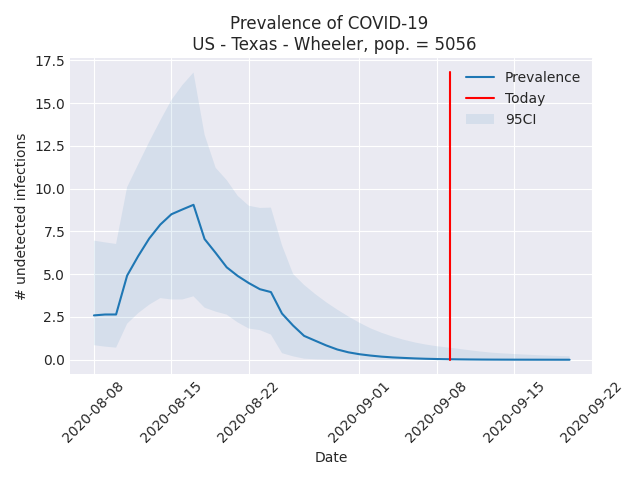 Prevalence of COVID-19
US - Texas - Wheeler, pop. = 5056
17.5
15.0
12.5
10.0
7.5
5.0
2.5
0.0
# undetected infections
Prevalence
Today
95CI
2020-08-08
2020-08-15
2020-08-22
2020-09-01
2020-09-08
2020-09-15
2020-09-22
Date